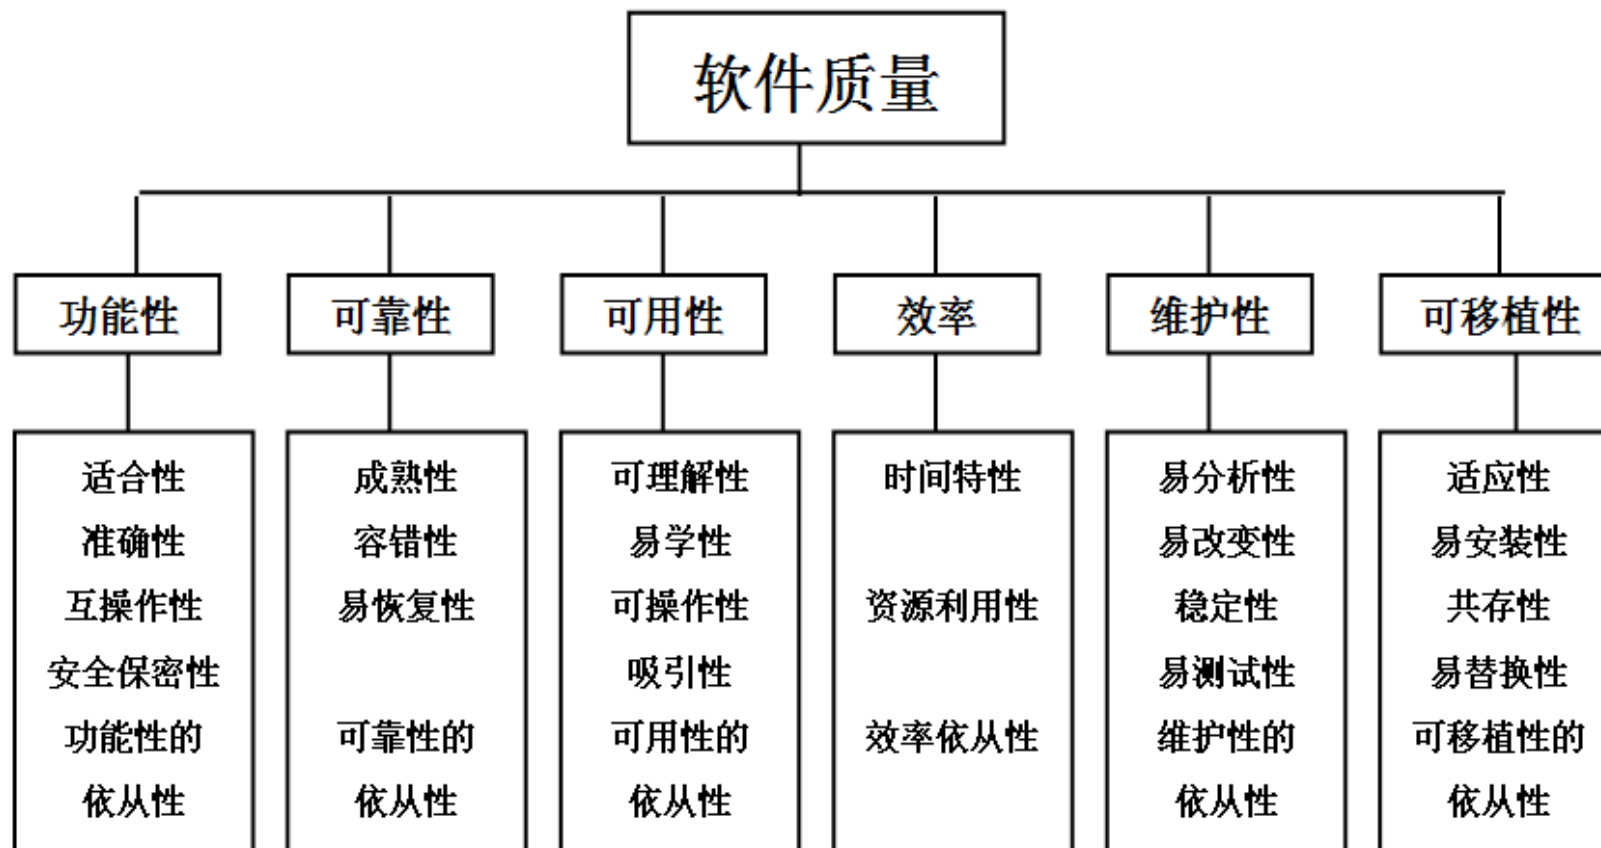 软件质量
功能性
可靠性
可用性
效率
维护性
可移植性
适合性
准确性
互操作性
安全保密性
功能性的
依从性
成熟性
容错性
易恢复性
可靠性的
依从性
可理解性
易学性
可操作性
吸引性
可用性的
依从性
时间特性
资源利用性
效率依从性
易分析性
易改变性
稳定性
易测试性
维护性的
依从性
适应性
易安装性
共存性
易替换性
可移植性的
依从性